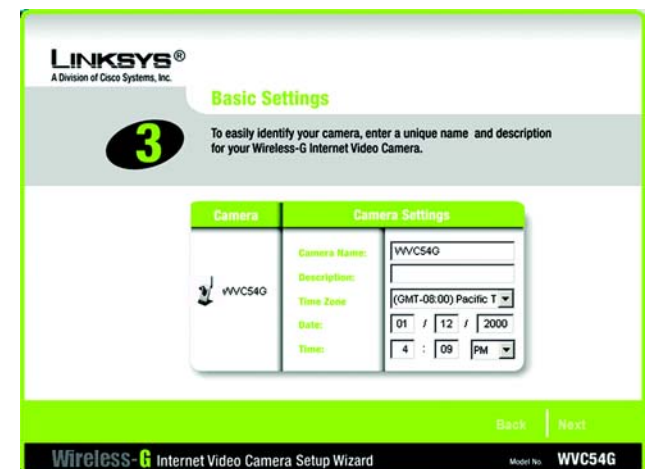 LINKSYS®
A Division of Cisco Systems, Inc.
Basic Settings
3
To easily identify your camera, enter a unique name and description
for your Wireless-G Internet Video Camera.
Camera
Camera Settings
WVC54G
Camera Name: WVC54G
Description:
Time Zone (GMT-08:00) Pacific T
Date: 01 / 12 / 2000
Time: 4 : 09 PM
Back Next
Wireless-G Internet Video Camera Setup Wizard Model No WVC54G